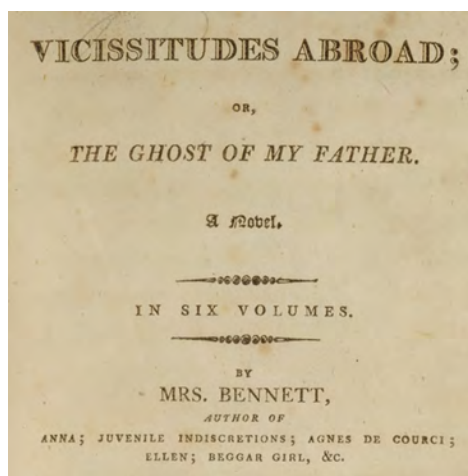 VICISSITUDES ABROAD;
OR,
THE GHOST OF MY FATHER.
A Novel.
IN SIX VOLUMES.
BY
MRS. BENNETT,
AUTHOR OF
ANNA; JUVENILE INDISCRETIONS; AGNES DE COURCI;
ELLEN; BEGGAR GIRL, &C.